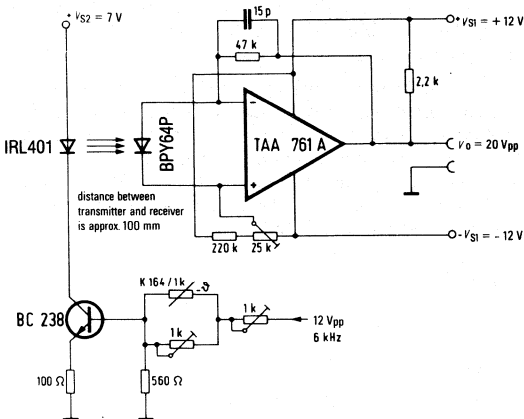 + VS2 = 7 V
15 p
47 k
+ VS1 = + 12 V
2,2 k
IRL401
BPY64P
−
TAA 761 A
+
Vo = 20 Vpp
distance between
transmitter and receiver
is approx. 100 mm
220 k
25 k
- VS1 = - 12 V
K 164 / 1k
-ϑ
BC 238
1 k
1 k
12 Vpp
6 kHz
100 Ω
560 Ω